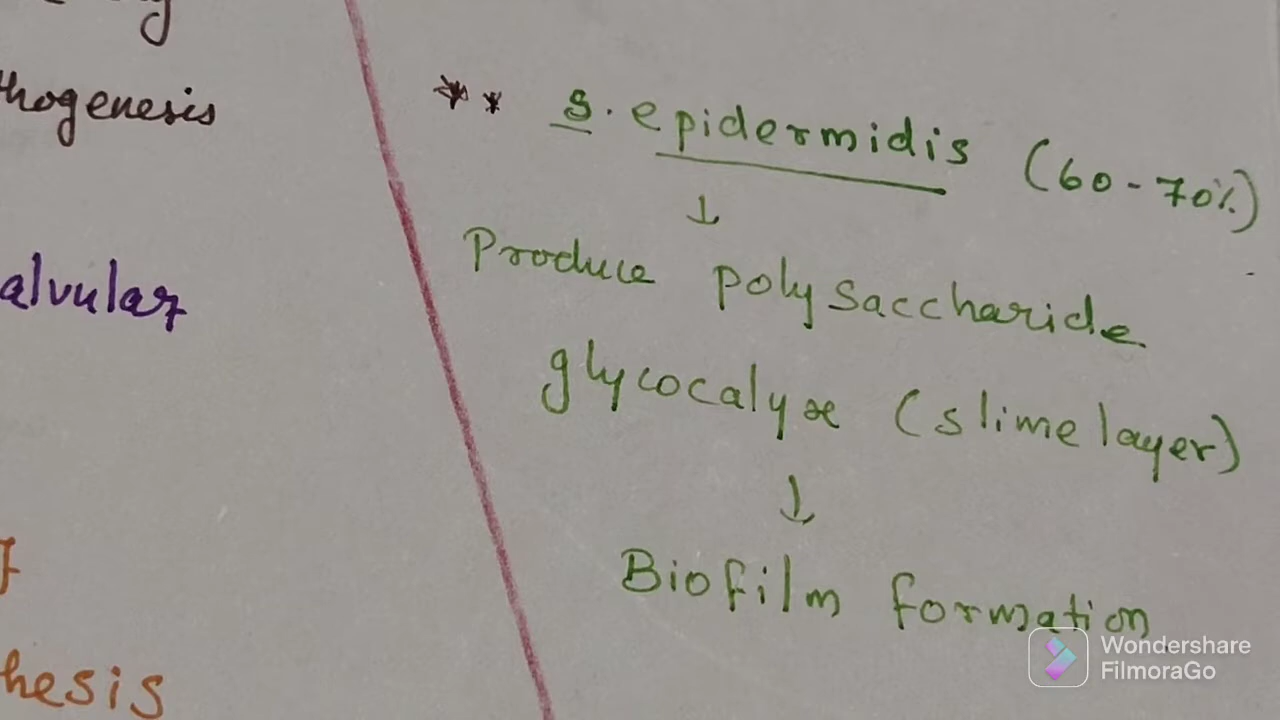 thogenesis
alvular
hesis
** S. epidermidis (60-70%)
↓
Produce polysaccharide
glycocalyx (slime layer)
↓
Biofilm formation
Wondershare
FilmoraGo